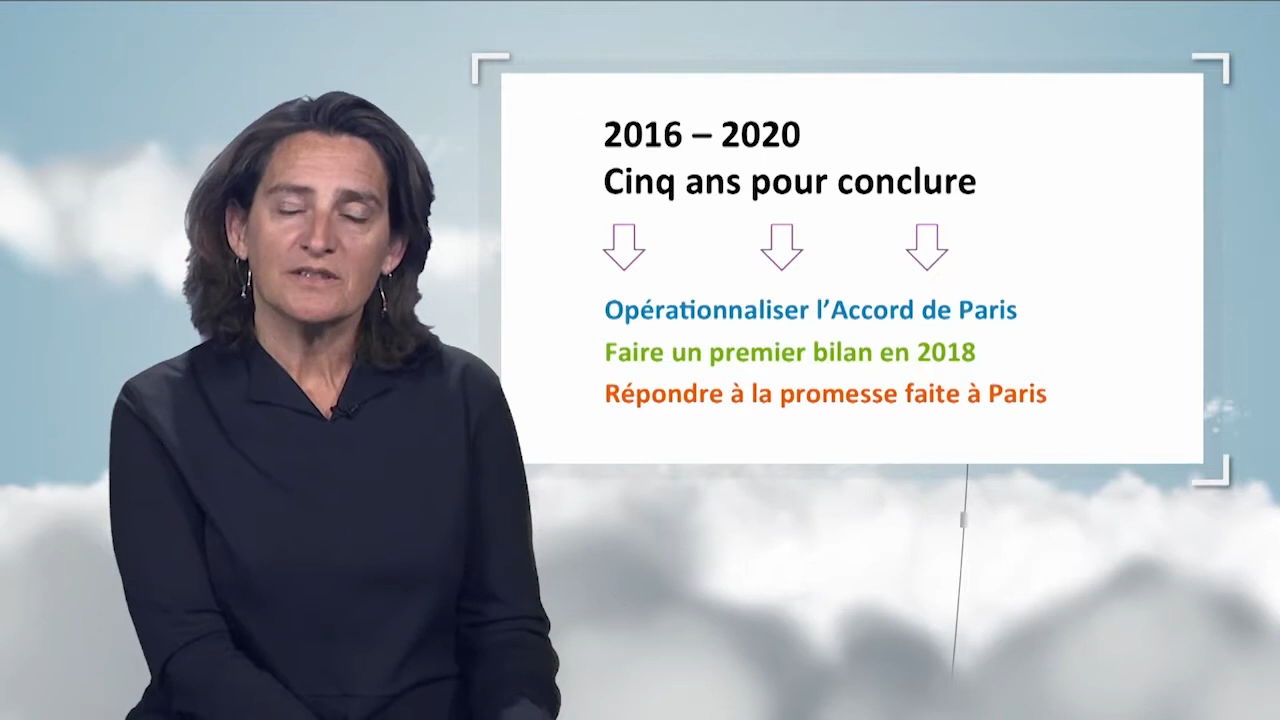 2016 – 2020
Cinq ans pour conclure
Opérationnaliser l’Accord de Paris
Faire un premier bilan en 2018
Répondre à la promesse faite à Paris